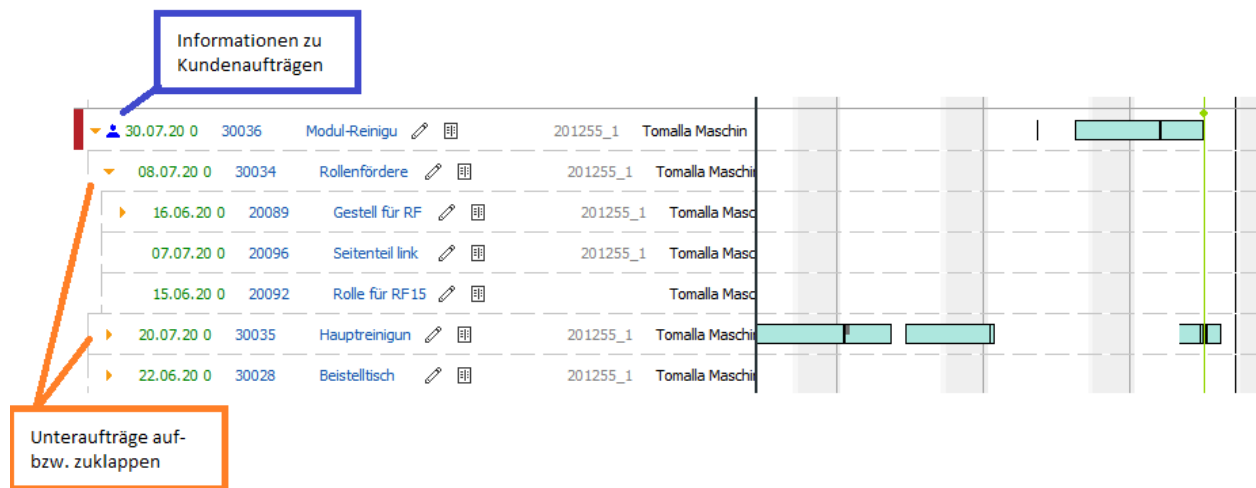 Informationen zu
Kundenaufträgen
30.07.20 0 30036 Modul-Reinigu 201255_1 Tomalla Maschin
08.07.20 0 30034 Rollenfördere 201255_1 Tomalla Maschin
16.06.20 0 20089 Gestell für RF 201255_1 Tomalla Masc
07.07.20 0 20096 Seitenteil link 201255_1 Tomalla Masc
15.06.20 0 20092 Rolle für RF15 Tomalla Masc
20.07.20 0 30035 Hauptreinigun 201255_1 Tomalla Maschin
22.06.20 0 30028 Beistelltisch 201255_1 Tomalla Maschin
Unteraufträge auf-
bzw. zuklappen